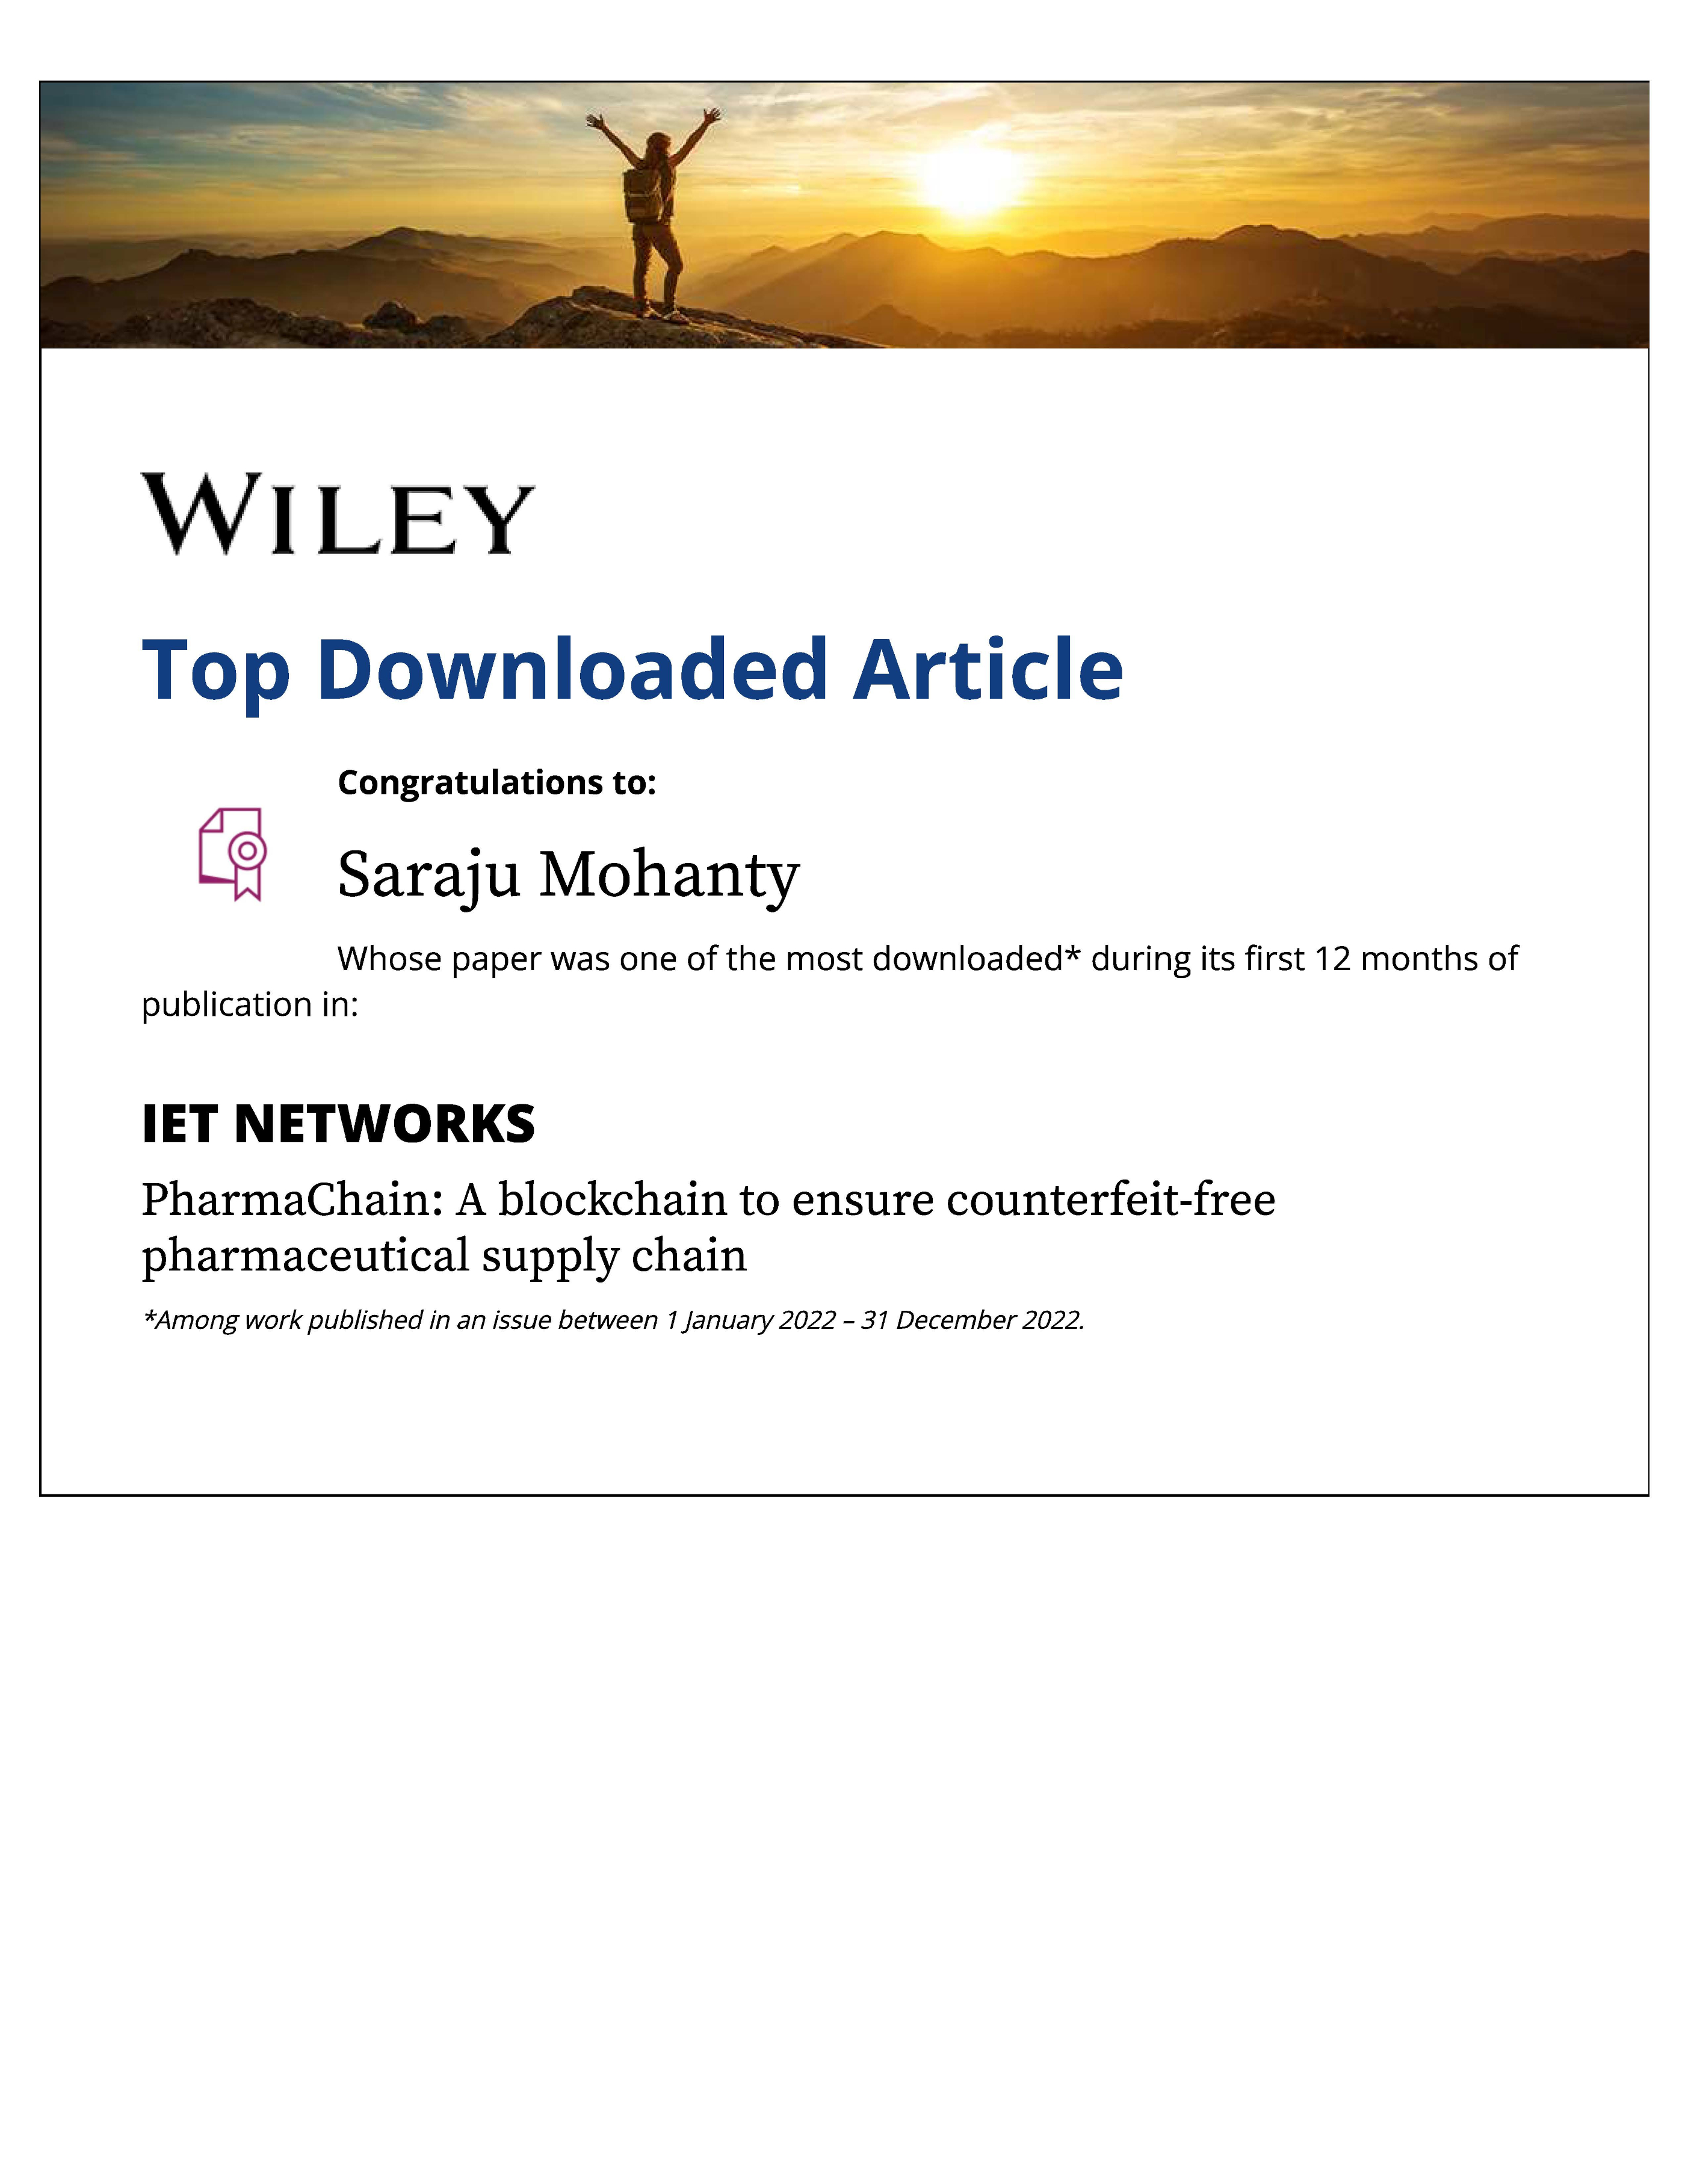 WILEY
Top Downloaded Article
Congratulations to:
Saraju Mohanty
Whose paper was one of the most downloaded* during its first 12 months of
publication in:
IET NETWORKS
PharmaChain: A blockchain to ensure counterfeit-free
pharmaceutical supply chain
*Among work published in an issue between 1 January 2022 – 31 December 2022.